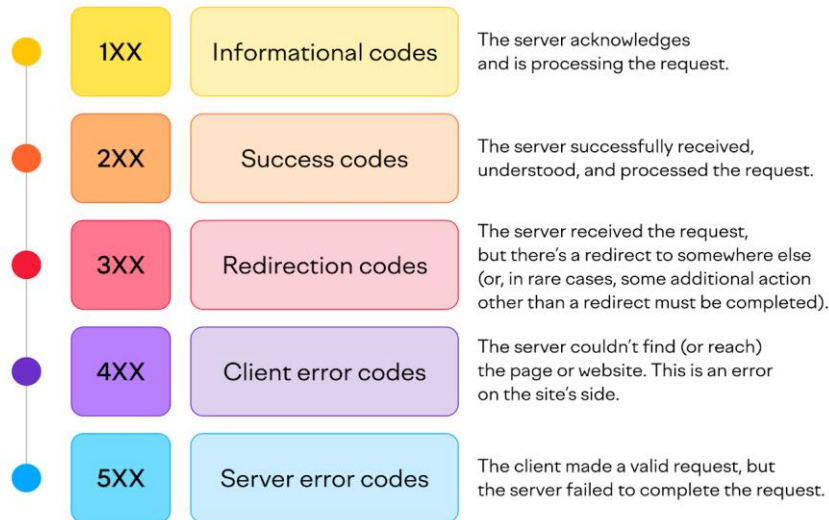 1XX
Informational codes
The server acknowledges
and is processing the request.
2XX
Success codes
The server successfully received,
understood, and processed the request.
3XX
Redirection codes
The server received the request,
but there's a redirect to somewhere else
(or, in rare cases, some additional action
other than a redirect must be completed).
4XX
Client error codes
The server couldn't find (or reach)
the page or website. This is an error
on the site's side.
5XX
Server error codes
The client made a valid request, but
the server failed to complete the request.